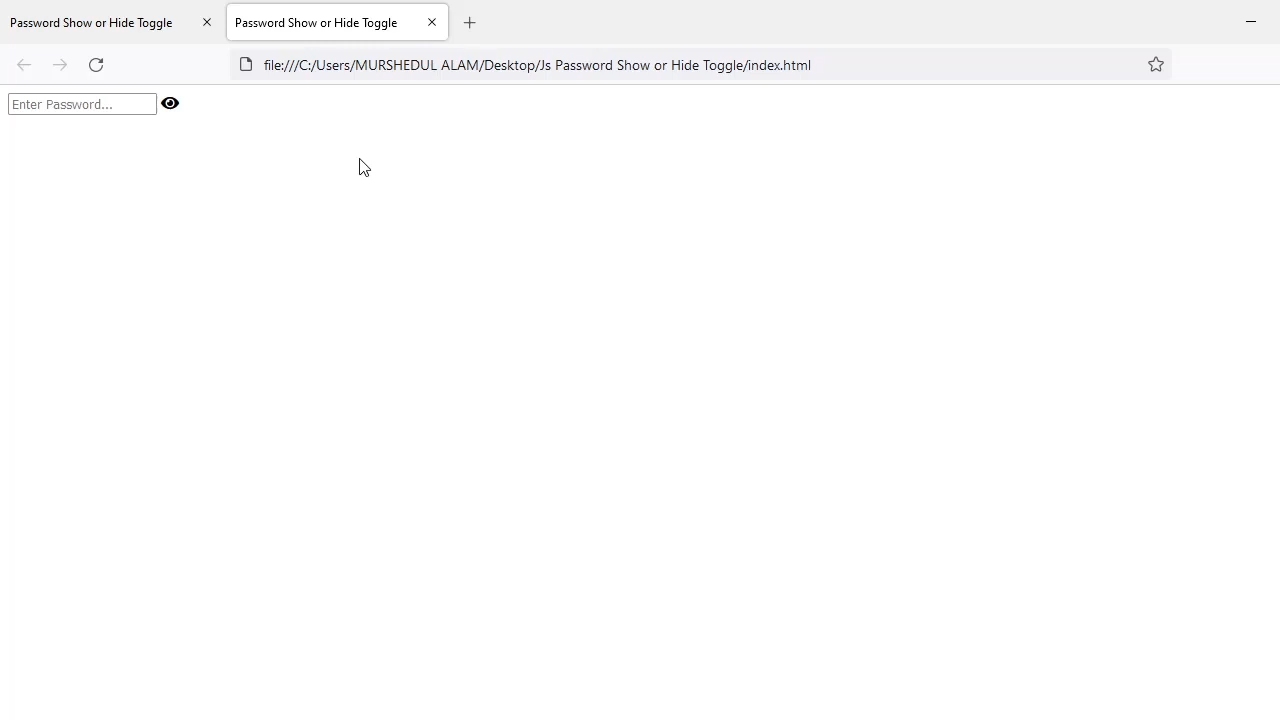 Password Show or Hide Toggle
Password Show or Hide Toggle
file:///C:/Users/MURSHEDUL ALAM/Desktop/Js Password Show or Hide Toggle/index.html
Enter Password...